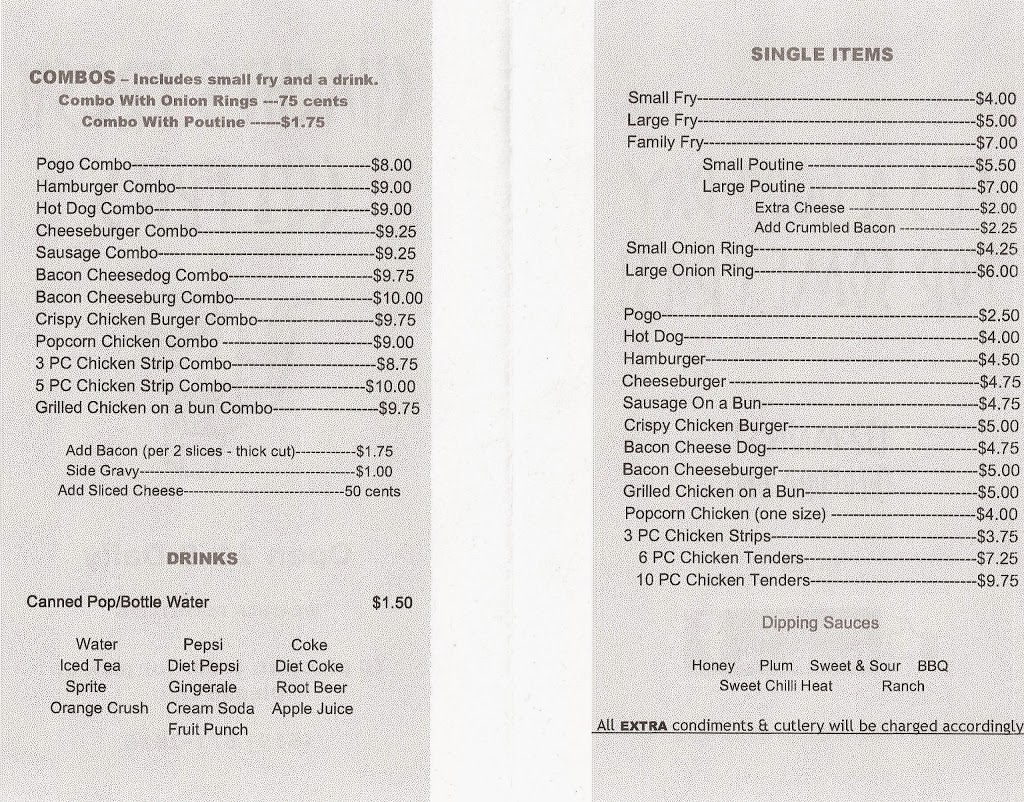 COMBOS – Includes small fry and a drink.
Combo With Onion Rings ---75 cents
Combo With Poutine ------$1.75
Pogo Combo----------------------------------------$8.00
Hamburger Combo---------------------------------$9.00
Hot Dog Combo------------------------------------$9.00
Cheeseburger Combo-----------------------------$9.25
Sausage Combo------------------------------------$9.25
Bacon Cheesedog Combo------------------------$9.75
Bacon Cheeseburg Combo-----------------------$10.00
Crispy Chicken Burger Combo-------------------$9.75
Popcorn Chicken Combo -------------------------$9.00
3 PC Chicken Strip Combo------------------------$8.75
5 PC Chicken Strip Combo----------------------$10.00
Grilled Chicken on a bun Combo------------------$9.75
Add Bacon (per 2 slices - thick cut)------------$1.75
Side Gravy-------------------------------------------$1.00
Add Sliced Cheese--------------------------------50 cents
DRINKS
Canned Pop/Bottle Water $1.50
Water Pepsi Coke
Iced Tea Diet Pepsi Diet Coke
Sprite Gingerale Root Beer
Orange Crush Cream Soda Apple Juice
Fruit Punch
SINGLE ITEMS
Small Fry-----------------------------------------------$4.00
Large Fry-----------------------------------------------$5.00
Family Fry----------------------------------------------$7.00
Small Poutine ----------------------------$5.50
Large Poutine ----------------------------$7.00
Extra Cheese --------------------------$2.00
Add Crumbled Bacon ----------------$2.25
Small Onion Ring--------------------------------------$4.25
Large Onion Ring--------------------------------------$6.00
Pogo-----------------------------------------------------$2.50
Hot Dog--------------------------------------------------$4.00
Hamburger----------------------------------------------$4.50
Cheeseburger ------------------------------------------$4.75
Sausage On a Bun------------------------------------$4.75
Crispy Chicken Burger--------------------------------$5.00
Bacon Cheese Dog-----------------------------------$4.75
Bacon Cheeseburger----------------------------------$5.00
Grilled Chicken on a Bun-----------------------------$5.00
Popcorn Chicken (one size) ------------------------$4.00
3 PC Chicken Strips-----------------------------------$3.75
6 PC Chicken Tenders-----------------------------$7.25
10 PC Chicken Tenders----------------------------$9.75
Dipping Sauces
Honey Plum Sweet & Sour BBQ
Sweet Chilli Heat Ranch
All EXTRA condiments & cutlery will be charged accordingly